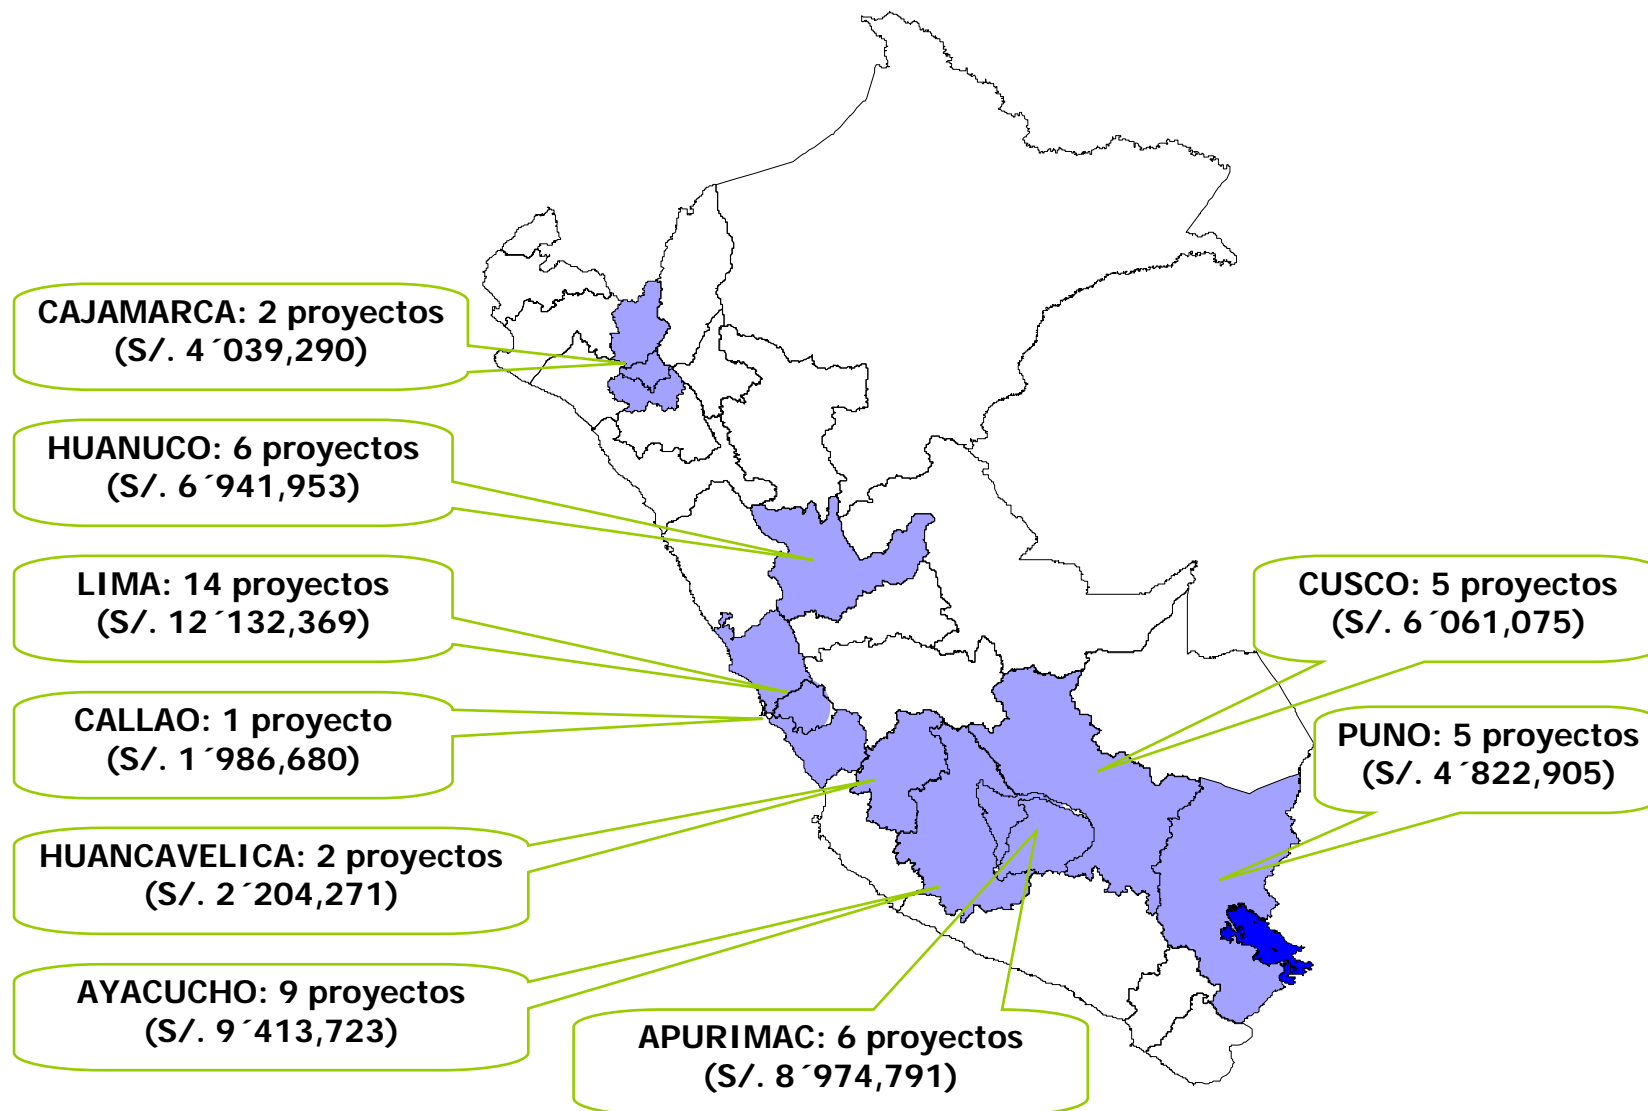 CAJAMARCA: 2 proyectos
(S/. 4´039,290)
HUANUCO: 6 proyectos
(S/. 6´941,953)
LIMA: 14 proyectos
(S/. 12´132,369)
CALLAO: 1 proyecto
(S/. 1´986,680)
HUANCAVELICA: 2 proyectos
(S/. 2´204,271)
AYACUCHO: 9 proyectos
(S/. 9´413,723)
APURIMAC: 6 proyectos
(S/. 8´974,791)
CUSCO: 5 proyectos
(S/. 6´061,075)
PUNO: 5 proyectos
(S/. 4´822,905)